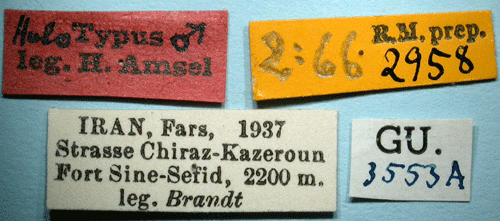 Holo Typus ♂
leg. H. Amsel
2:66
R.M. prep.
2958
IRAN, Fars, 1937
Strasse Chiraz-Kazeroun
Fort Sine-Sefid, 2200 m.
leg. Brandt
GU.
3553A